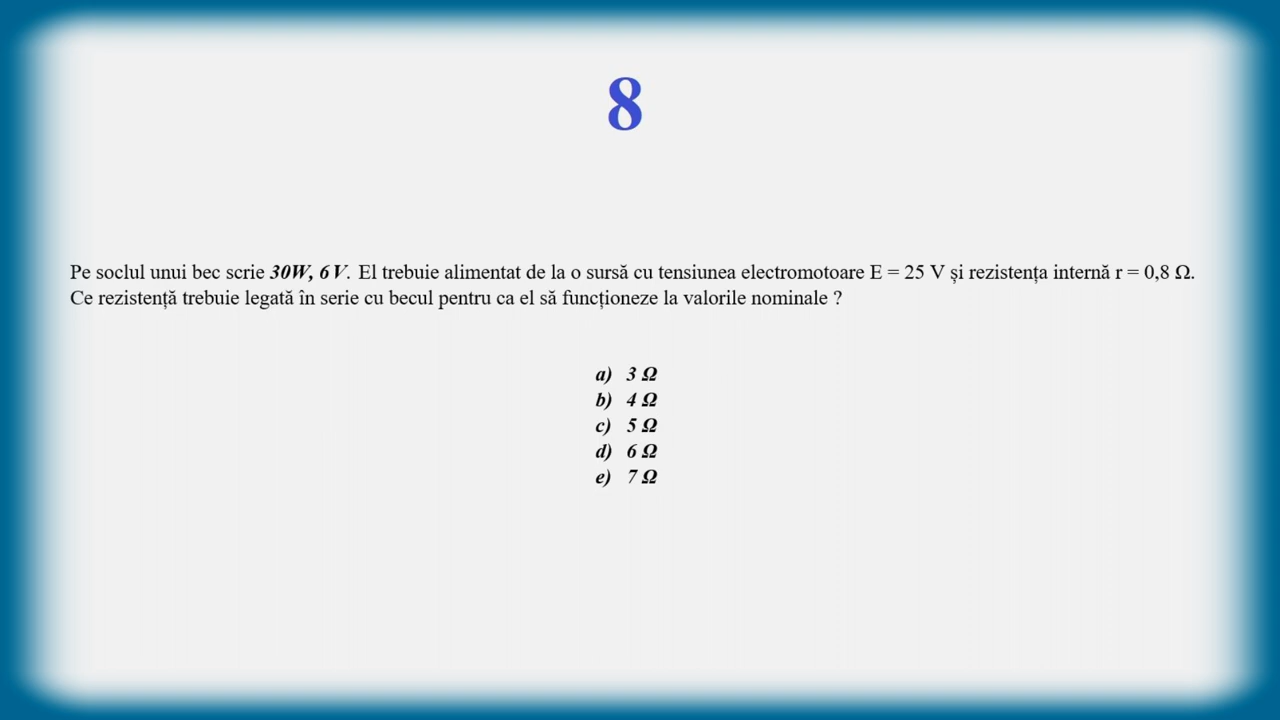 8
Pe soclul unui bec scrie 30W, 6 V. El trebuie alimentat de la o sursă cu tensiunea electromotoare E = 25 V și rezistența internă r = 0,8 Ω.
Ce rezistență trebuie legată în serie cu becul pentru ca el să funcționeze la valorile nominale ?
a) 3 Ω
b) 4 Ω
c) 5 Ω
d) 6 Ω
e) 7 Ω